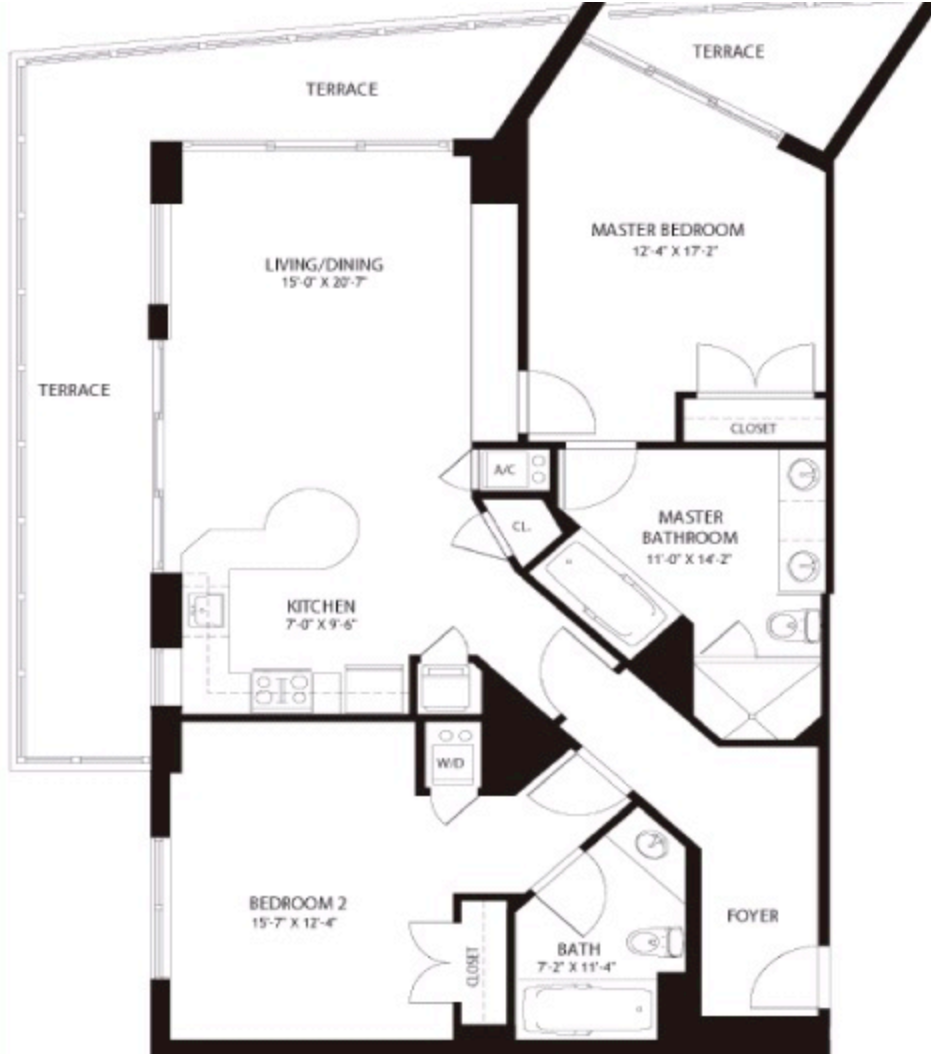 TERRACE
TERRACE
MASTER BEDROOM
12'-4" X 17'-2"
LIVING/DINING
15'-0" X 20'-7"
TERRACE
CLOSET
A/C
CL.
MASTER
BATHROOM
11'-0" X 14'-2"
KITCHEN
7'-0" X 9'-6"
W/D
BEDROOM 2
15'-7" X 12'-4"
FOYER
BATH
7'-2" X 11'-4"
CLOSET